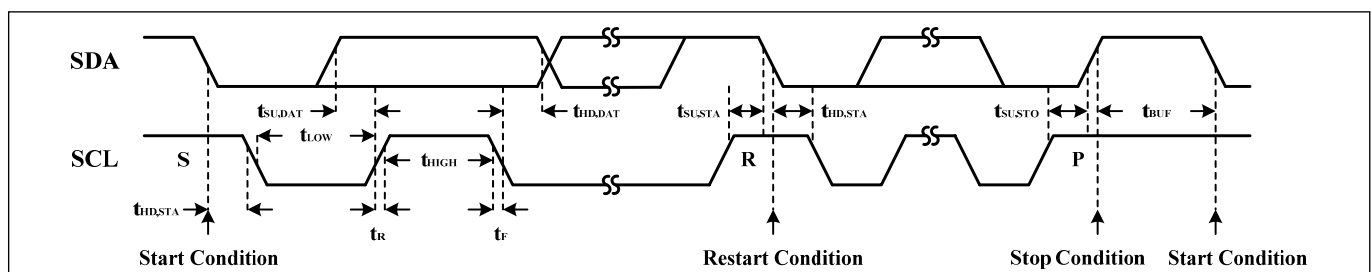 SDA
tSU,DAT
tHD,DAT
tSU,STA
tHD,STA
tSU,STO
tBUF
tLOW
SCL
S
tHIGH
R
P
tHD,STA
tR
tF
Start Condition
Restart Condition
Stop Condition
Start Condition